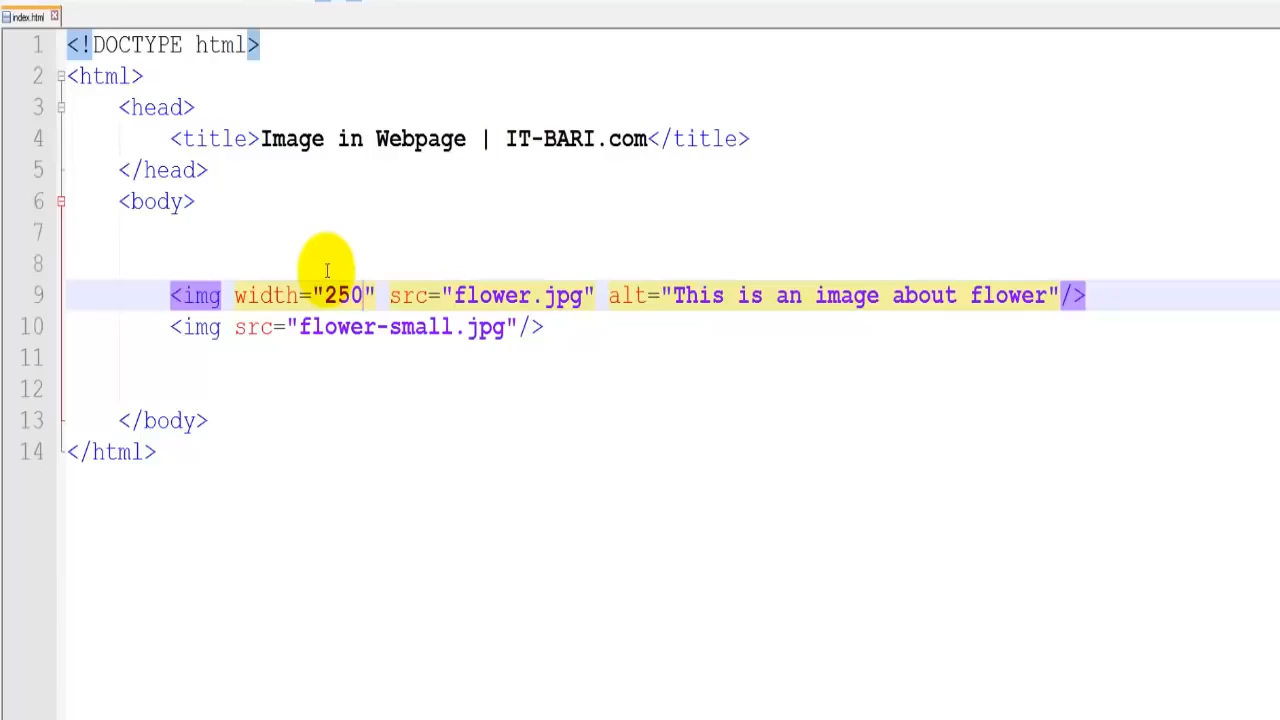 index.html
1 <!DOCTYPE html>
2 <html>
3 <head>
4 <title>Image in Webpage | IT-BARI.com</title>
5 </head>
6 <body>
7
8
9 <img width="250" src="flower.jpg" alt="This is an image about flower"/>
10 <img src="flower-small.jpg"/>
11
12
13 </body>
14 </html>